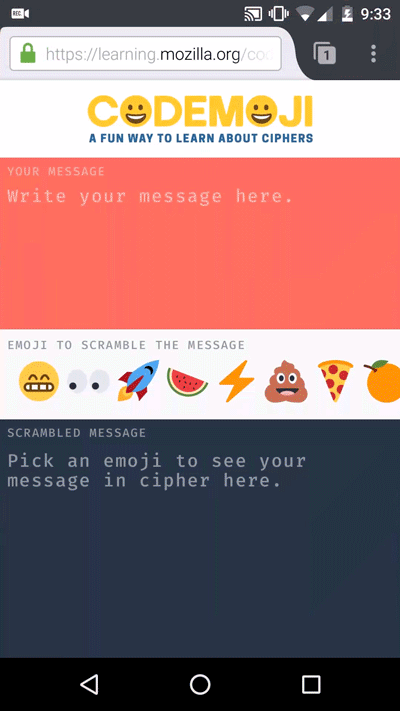 REC
9:33
https://learning.mozilla.org/co
1
CODEMOJI
A FUN WAY TO LEARN ABOUT CIPHERS
YOUR MESSAGE
Write your message here.
EMOJI TO SCRAMBLE THE MESSAGE
SCRAMBLED MESSAGE
Pick an emoji to see your
message in cipher here.